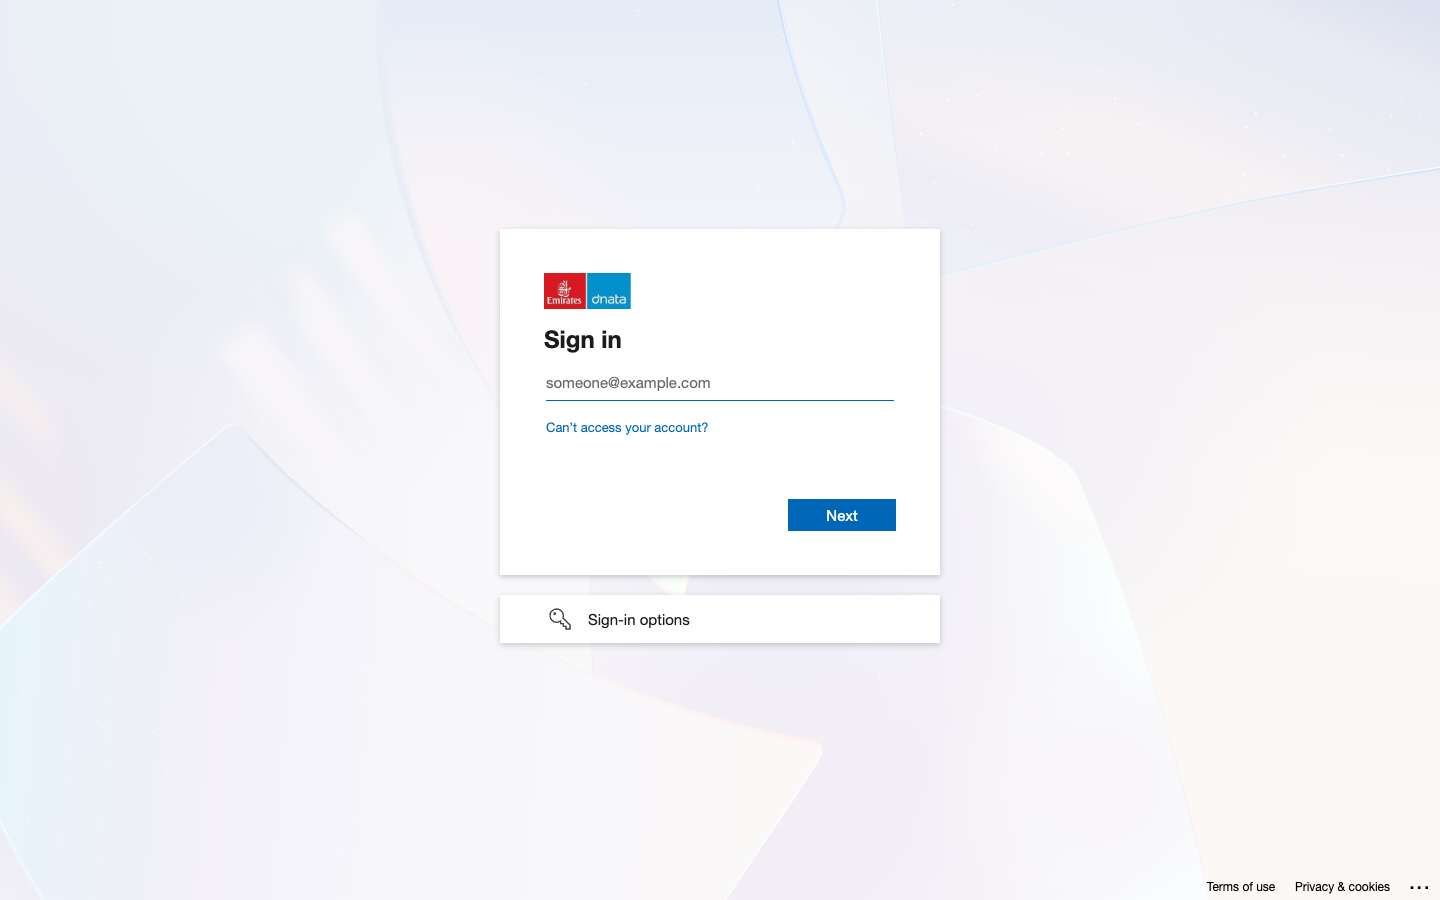 Emirates dnata
Sign in
someone@example.com
Can't access your account?
Next
Sign-in options
Terms of use Privacy & cookies ...